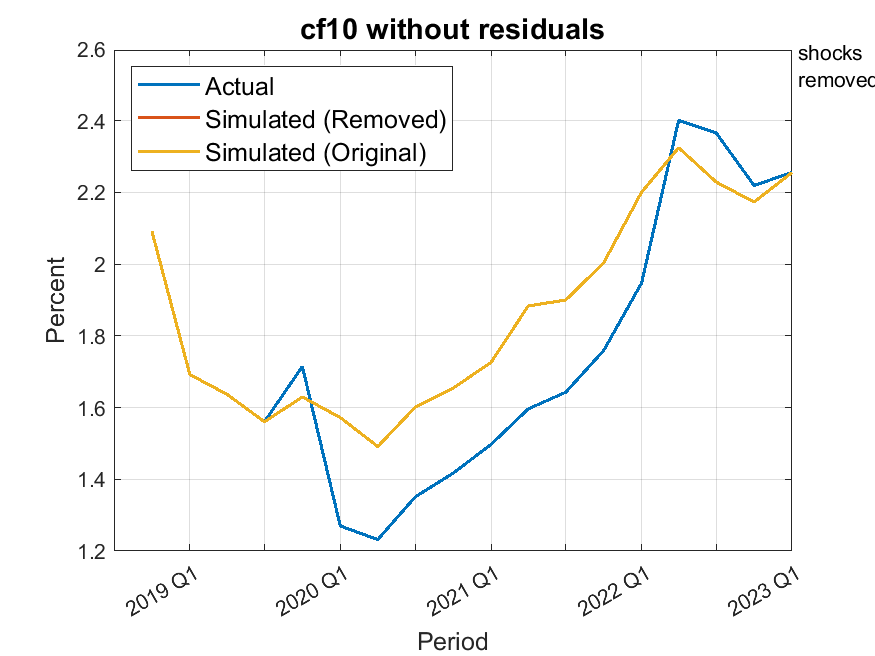 cf10 without residuals
shocks
removed
Actual
Simulated (Removed)
Simulated (Original)
2.6
2.4
2.2
2
1.8
1.6
1.4
1.2
Percent
2019 Q1
2020 Q1
2021 Q1
2022 Q1
2023 Q1
Period